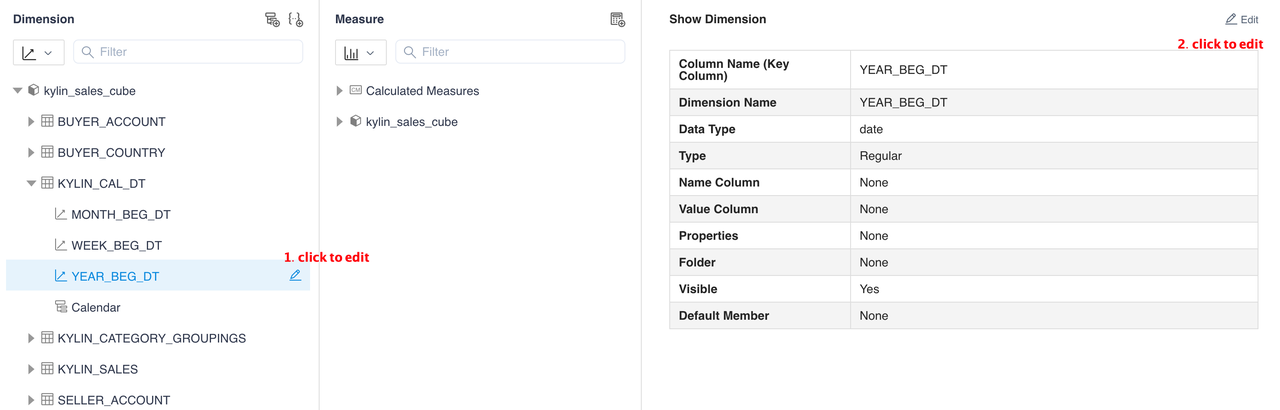 Dimension
Filter
kylin_sales_cube
BUYER_ACCOUNT
BUYER_COUNTRY
KYLIN_CAL_DT
MONTH_BEG_DT
WEEK_BEG_DT
1. click to edit
YEAR_BEG_DT
Calendar
KYLIN_CATEGORY_GROUPINGS
KYLIN_SALES
SELLER_ACCOUNT
Measure
Filter
CM Calculated Measures
kylin_sales_cube
Show Dimension
Edit
2. click to edit
Column Name (Key
Column) YEAR_BEG_DT
Dimension Name YEAR_BEG_DT
Data Type date
Type Regular
Name Column None
Value Column None
Properties None
Folder None
Visible Yes
Default Member None